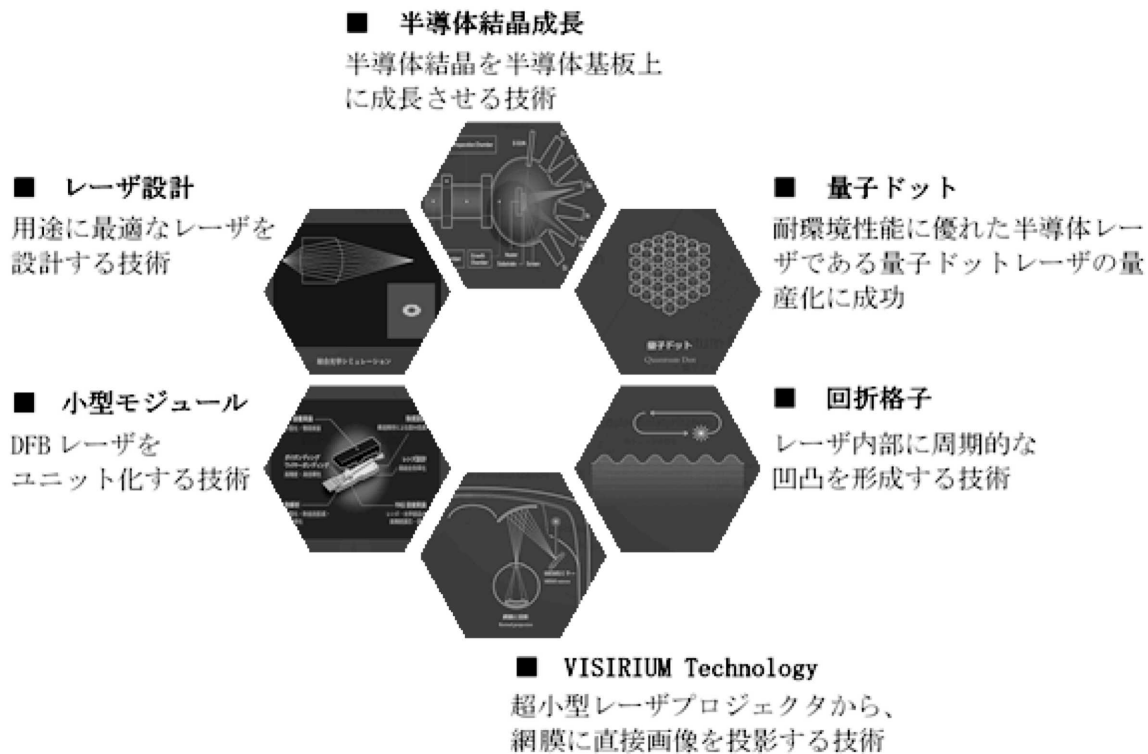 ■ 半導体結晶成長
半導体結晶を半導体基板上
に成長させる技術
■ レーザ設計
用途に最適なレーザを
設計する技術
■ 量子ドット
耐環境性能に優れた半導体レー
ザである量子ドットレーザの量
産化に成功
量子ドット
Quantum Dot
■ 小型モジュール
DFBレーザを
ユニット化する技術
■ 回折格子
レーザ内部に周期的な
凹凸を形成する技術
■ VISIRIUM Technology
超小型レーザプロジェクタから、
網膜に直接画像を投影する技術